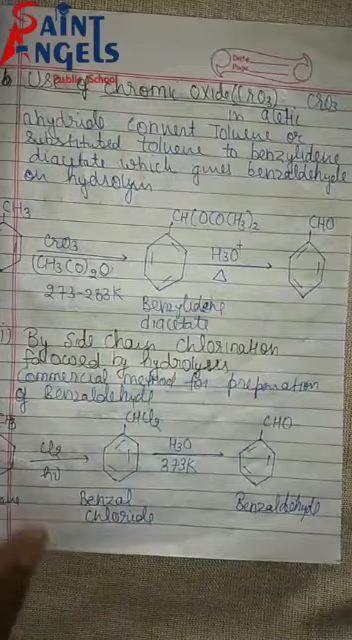 SAINT
ANGELS
Public School
Date
Page
b Use of Chromic Oxide (CrO3) CrO3
in acetic
ahydride convent Toluene or
substituted toluene to benzylidene
diacetate which gives benzaldehyde
on hydrolysis
CH3 CH(OCOCH3)2 CHO
CrO3 H3O+
(CH3CO)2O Δ
273-283K
Benzylidene
diacetate
i) By side chain chlorination
followed by hydrolysis
Commercial method for preparation
of Benzaldehyde
CHCl2 CHO
Cl2 H2O
hν 373K
Benzal Benzaldehyde
chloride